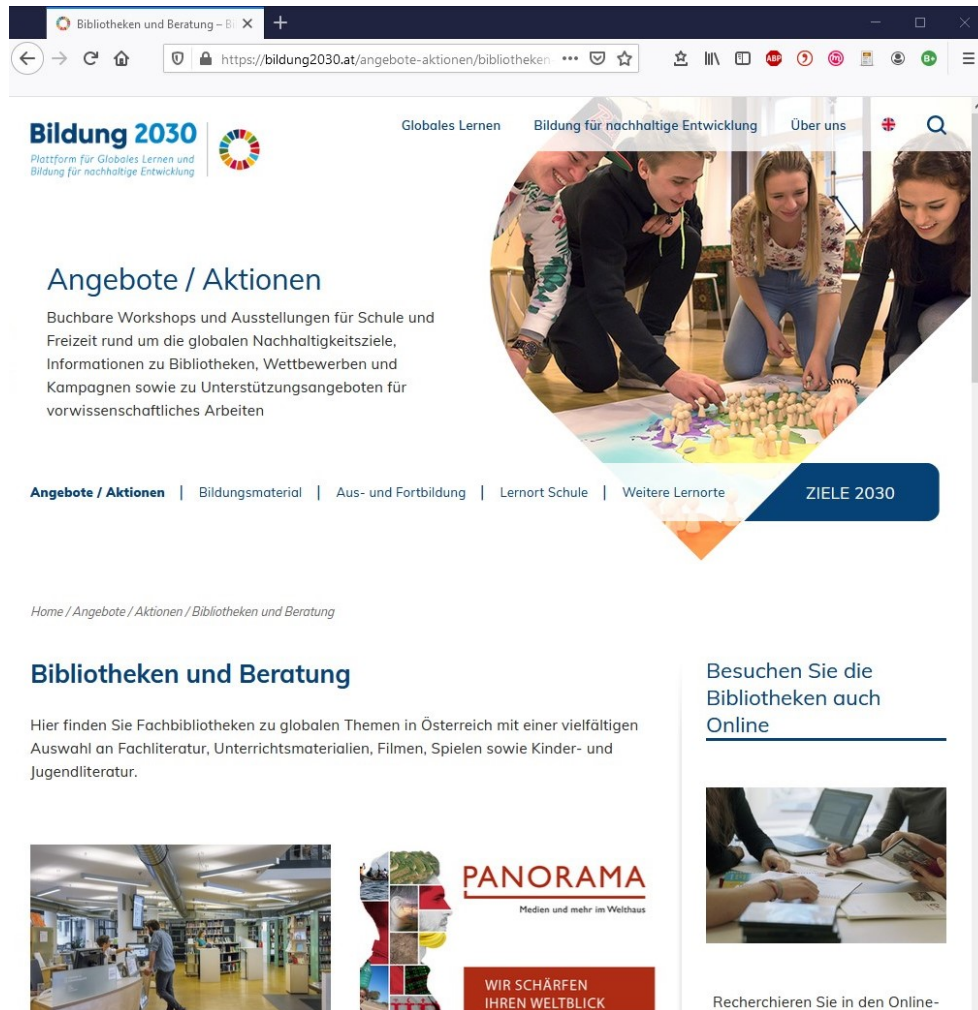 Bibliotheken und Beratung – Bi
https://bildung2030.at/angebote-aktionen/bibliotheken-
ABP
Bildung 2030
Plattform für Globales Lernen und
Bildung für nachhaltige Entwicklung
Globales Lernen
Bildung für nachhaltige Entwicklung
Über uns
Angebote / Aktionen
Buchbare Workshops und Ausstellungen für Schule und
Freizeit rund um die globalen Nachhaltigkeitsziele,
Informationen zu Bibliotheken, Wettbewerben und
Kampagnen sowie zu Unterstützungsangeboten für
vorwissenschaftliches Arbeiten
Angebote / Aktionen | Bildungsmaterial | Aus- und Fortbildung | Lernort Schule | Weitere Lernorte
ZIELE 2030
Home / Angebote / Aktionen / Bibliotheken und Beratung
Bibliotheken und Beratung
Hier finden Sie Fachbibliotheken zu globalen Themen in Österreich mit einer vielfältigen
Auswahl an Fachliteratur, Unterrichtsmaterialien, Filmen, Spielen sowie Kinder- und
Jugendliteratur.
PANORAMA
Medien und mehr im Welthaus
WIR SCHÄRFEN
IHREN WELTBLICK
Besuchen Sie die
Bibliotheken auch
Online
Recherchieren Sie in den Online-